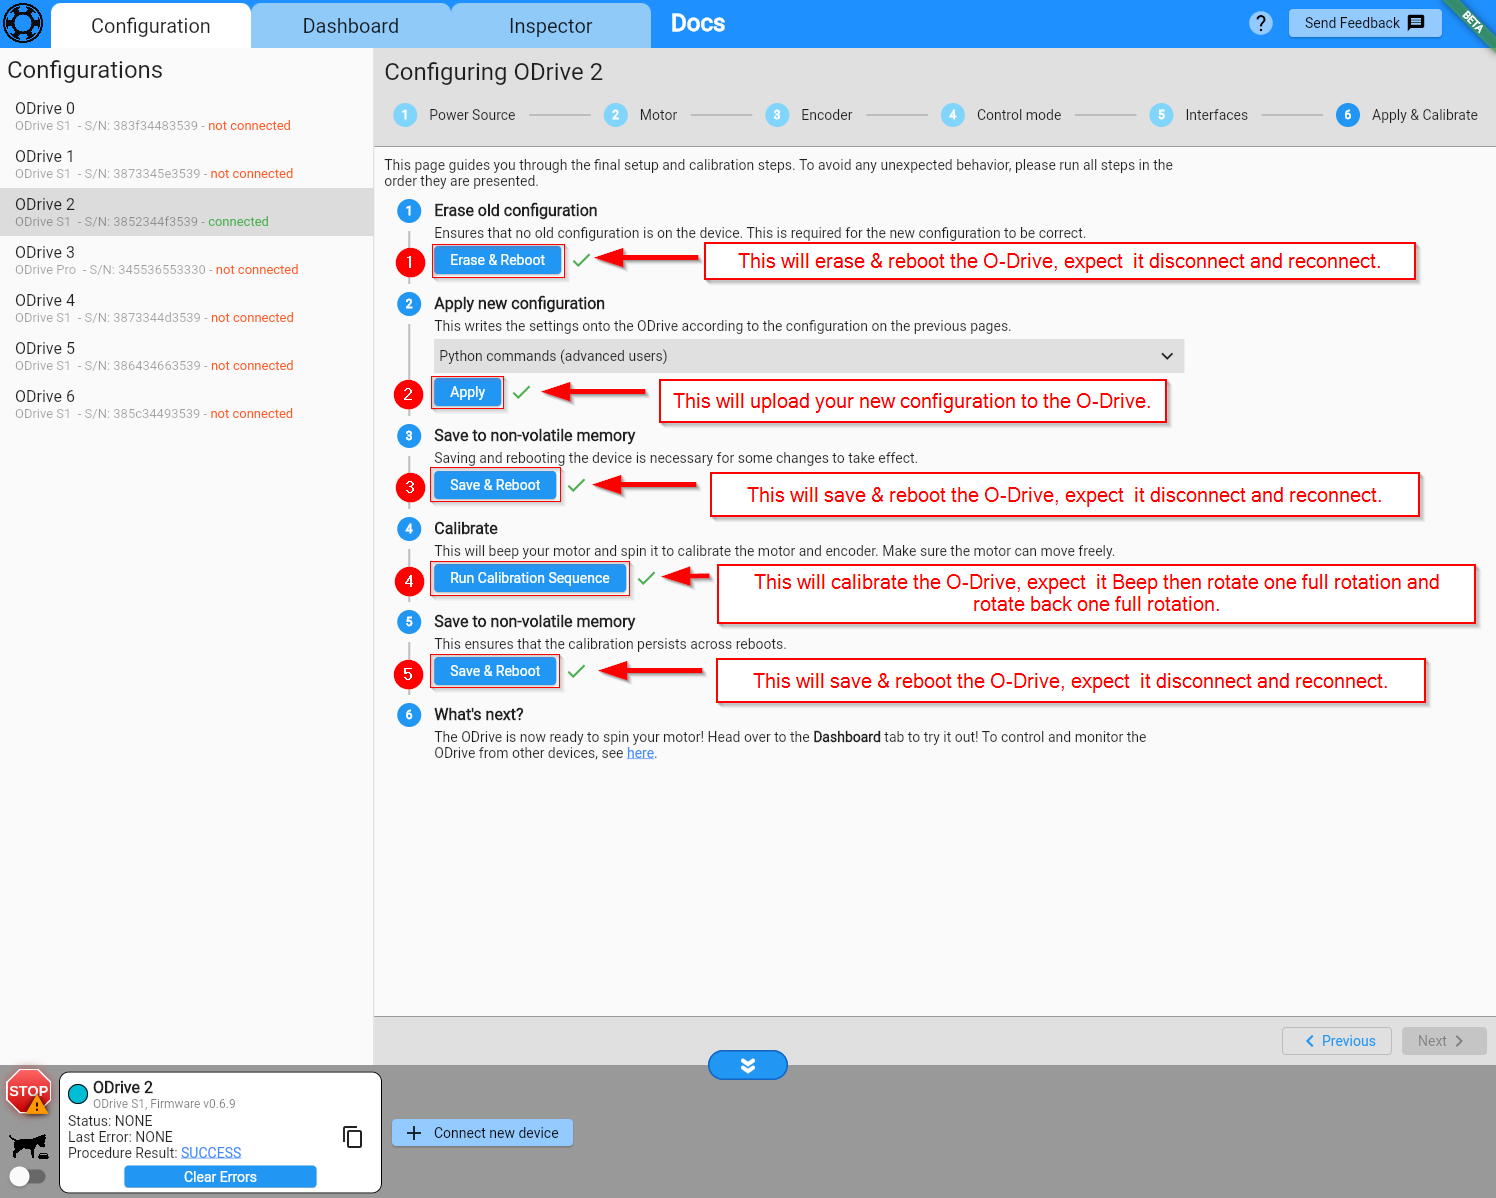 Configuration
Dashboard
Inspector
Docs
?
Send Feedback
BETA
Configurations
ODrive 0
ODrive S1 - S/N: 383f34483539 - not connected
ODrive 1
ODrive S1 - S/N: 3873345e3539 - not connected
ODrive 2
ODrive S1 - S/N: 3852344f3539 - connected
ODrive 3
ODrive Pro - S/N: 345536553330 - not connected
ODrive 4
ODrive S1 - S/N: 3873344d3539 - not connected
ODrive 5
ODrive S1 - S/N: 386434663539 - not connected
ODrive 6
ODrive S1 - S/N: 385c34493539 - not connected
Configuring ODrive 2
1 Power Source
2 Motor
3 Encoder
4 Control mode
5 Interfaces
6 Apply & Calibrate
This page guides you through the final setup and calibration steps. To avoid any unexpected behavior, please run all steps in the
order they are presented.
1 Erase old configuration
Ensures that no old configuration is on the device. This is required for the new configuration to be correct.
1 Erase & Reboot
This will erase & reboot the O-Drive, expect it disconnect and reconnect.
2 Apply new configuration
This writes the settings onto the ODrive according to the configuration on the previous pages.
Python commands (advanced users)
2 Apply
This will upload your new configuration to the O-Drive.
3 Save to non-volatile memory
Saving and rebooting the device is necessary for some changes to take effect.
3 Save & Reboot
This will save & reboot the O-Drive, expect it disconnect and reconnect.
4 Calibrate
This will beep your motor and spin it to calibrate the motor and encoder. Make sure the motor can move freely.
4 Run Calibration Sequence
This will calibrate the O-Drive, expect it Beep then rotate one full rotation and
rotate back one full rotation.
5 Save to non-volatile memory
This ensures that the calibration persists across reboots.
5 Save & Reboot
This will save & reboot the O-Drive, expect it disconnect and reconnect.
6 What's next?
The ODrive is now ready to spin your motor! Head over to the Dashboard tab to try it out! To control and monitor the
ODrive from other devices, see here.
Previous
Next
STOP
ODrive 2
ODrive S1, Firmware v0.6.9
Status: NONE
Last Error: NONE
Procedure Result: SUCCESS
Clear Errors
Connect new device